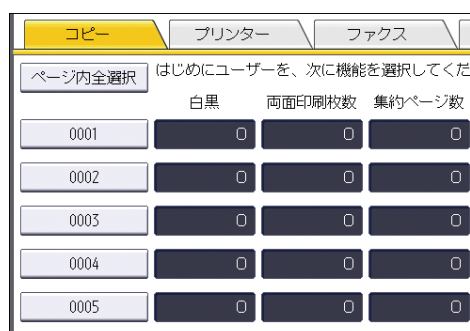 コピー プリンター ファクス
ページ内全選択 はじめにユーザーを、次に機能を選択してくだ
白黒 両面印刷枚数 集約ページ数
0001 0 0 0
0002 0 0 0
0003 0 0 0
0004 0 0 0
0005 0 0 0